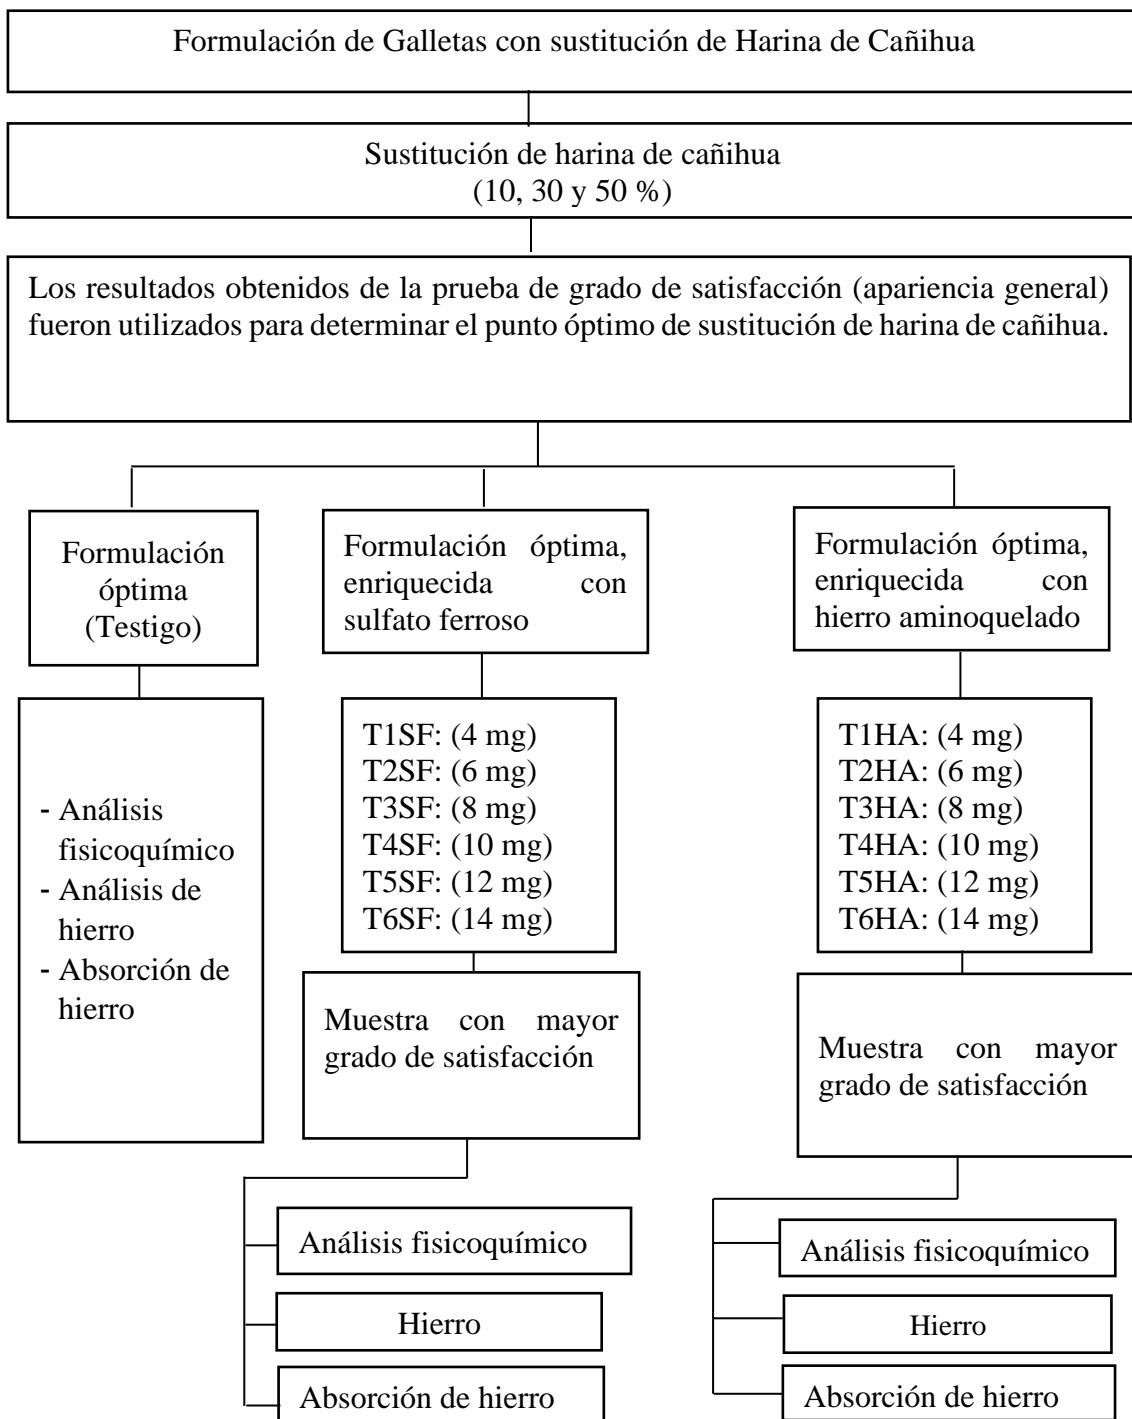 Formulación de Galletas con sustitución de Harina de Cañihua
Sustitución de harina de cañihua
(10, 30 y 50 %)
Los resultados obtenidos de la prueba de grado de satisfacción (apariencia general)
fueron utilizados para determinar el punto óptimo de sustitución de harina de cañihua.
Formulación
óptima
(Testigo)
- Análisis
fisicoquímico
- Análisis de
hierro
- Absorción de
hierro
Formulación óptima,
enriquecida con
sulfato ferroso
T1SF: (4 mg)
T2SF: (6 mg)
T3SF: (8 mg)
T4SF: (10 mg)
T5SF: (12 mg)
T6SF: (14 mg)
Muestra con mayor
grado de satisfacción
Análisis fisicoquímico
Hierro
Absorción de hierro
Formulación óptima,
enriquecida con
hierro aminoquelado
T1HA: (4 mg)
T2HA: (6 mg)
T3HA: (8 mg)
T4HA: (10 mg)
T5HA: (12 mg)
T6HA: (14 mg)
Muestra con mayor
grado de satisfacción
Análisis fisicoquímico
Hierro
Absorción de hierro